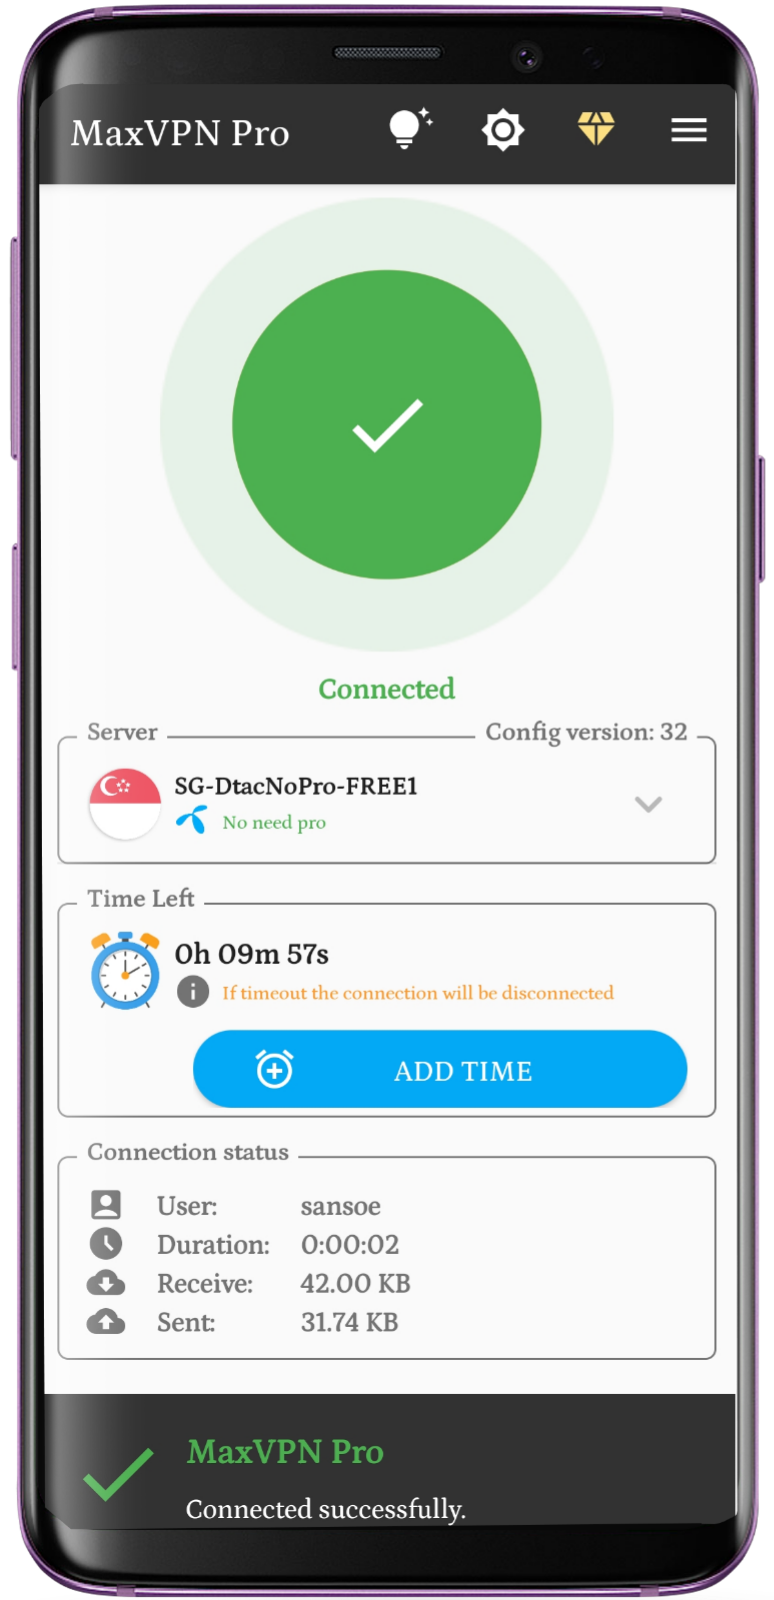 MaxVPN Pro
Connected
Server
Config version: 32
SG-DtacNoPro-FREE1
No need pro
Time Left
0h 09m 57s
If timeout the connection will be disconnected
ADD TIME
Connection status
User: sansoe
Duration: 0:00:02
Receive: 42.00 KB
Sent: 31.74 KB
MaxVPN Pro
Connected successfully.